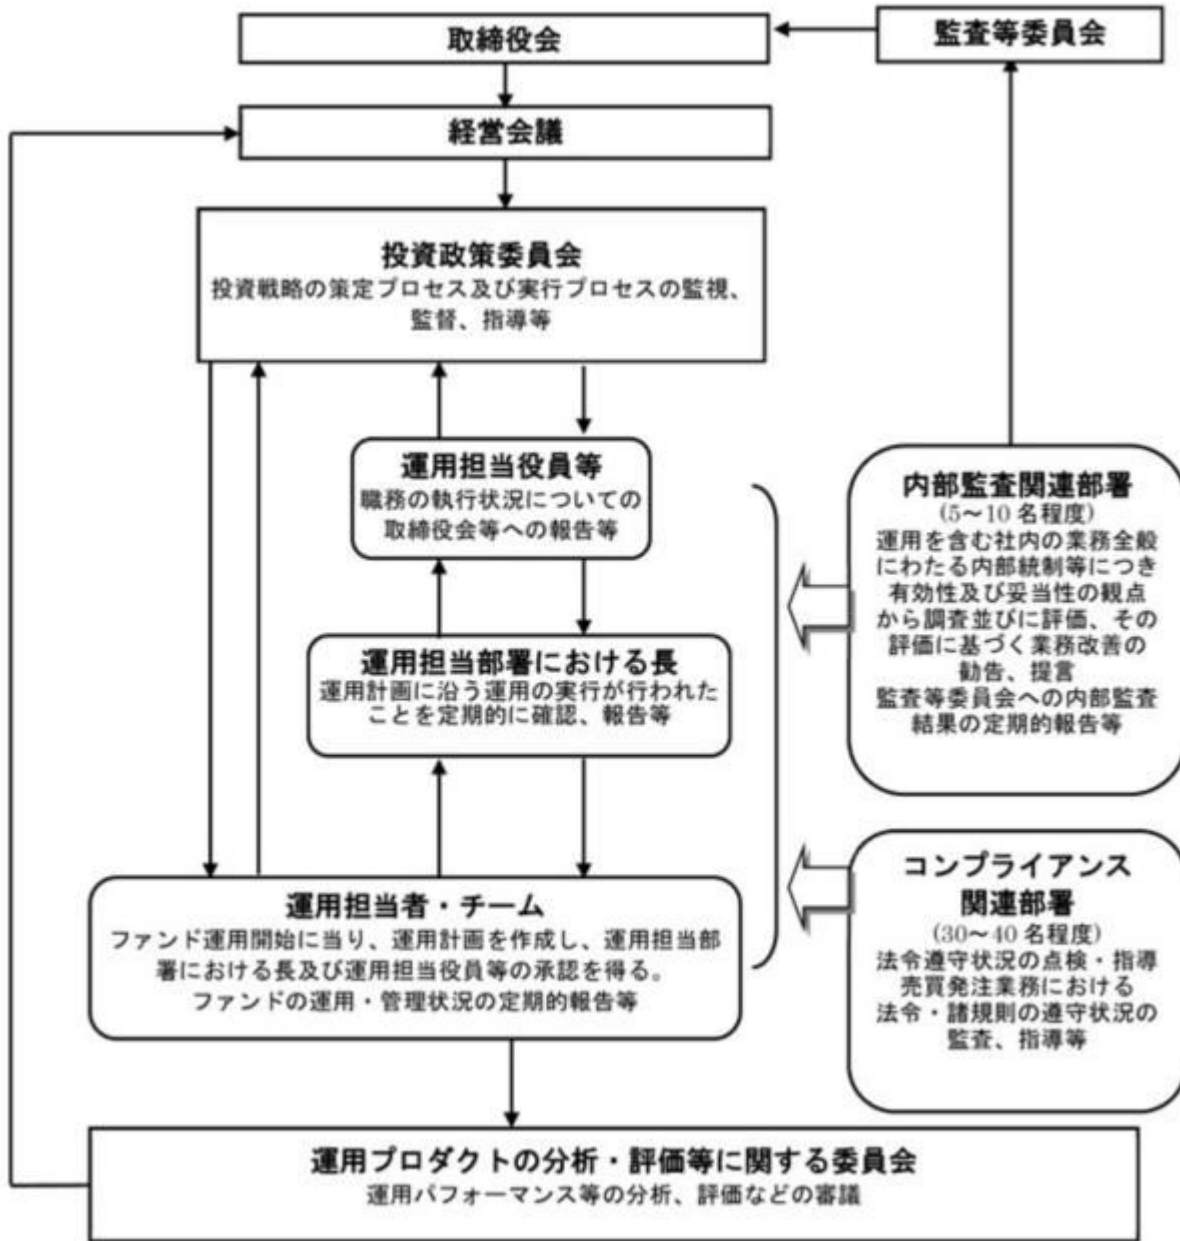 取締役会
監査等委員会
経営会議
投資政策委員会
投資戦略の策定プロセス及び実行プロセスの監視、
監督、指導等
運用担当役員等
職務の執行状況についての
取締役会等への報告等
運用担当部署における長
運用計画に沿う運用の実行が行われた
ことを定期的に確認、報告等
運用担当者・チーム
ファンド運用開始に当り、運用計画を作成し、運用担当部
署における長及び運用担当役員等の承認を得る。
ファンドの運用・管理状況の定期的報告等
内部監査関連部署
(5～10 名程度)
運用を含む社内の業務全般
にわたる内部統制等につき
有効性及び妥当性の観点
から調査並びに評価、その
評価に基づく業務改善の
勧告、提言
監査等委員会への内部監査
結果の定期的報告等
コンプライアンス
関連部署
(30～40 名程度)
法令遵守状況の点検・指導
売買発注業務における
法令・諸規則の遵守状況の
監査、指導等
運用プロダクトの分析・評価等に関する委員会
運用パフォーマンス等の分析、評価などの審議